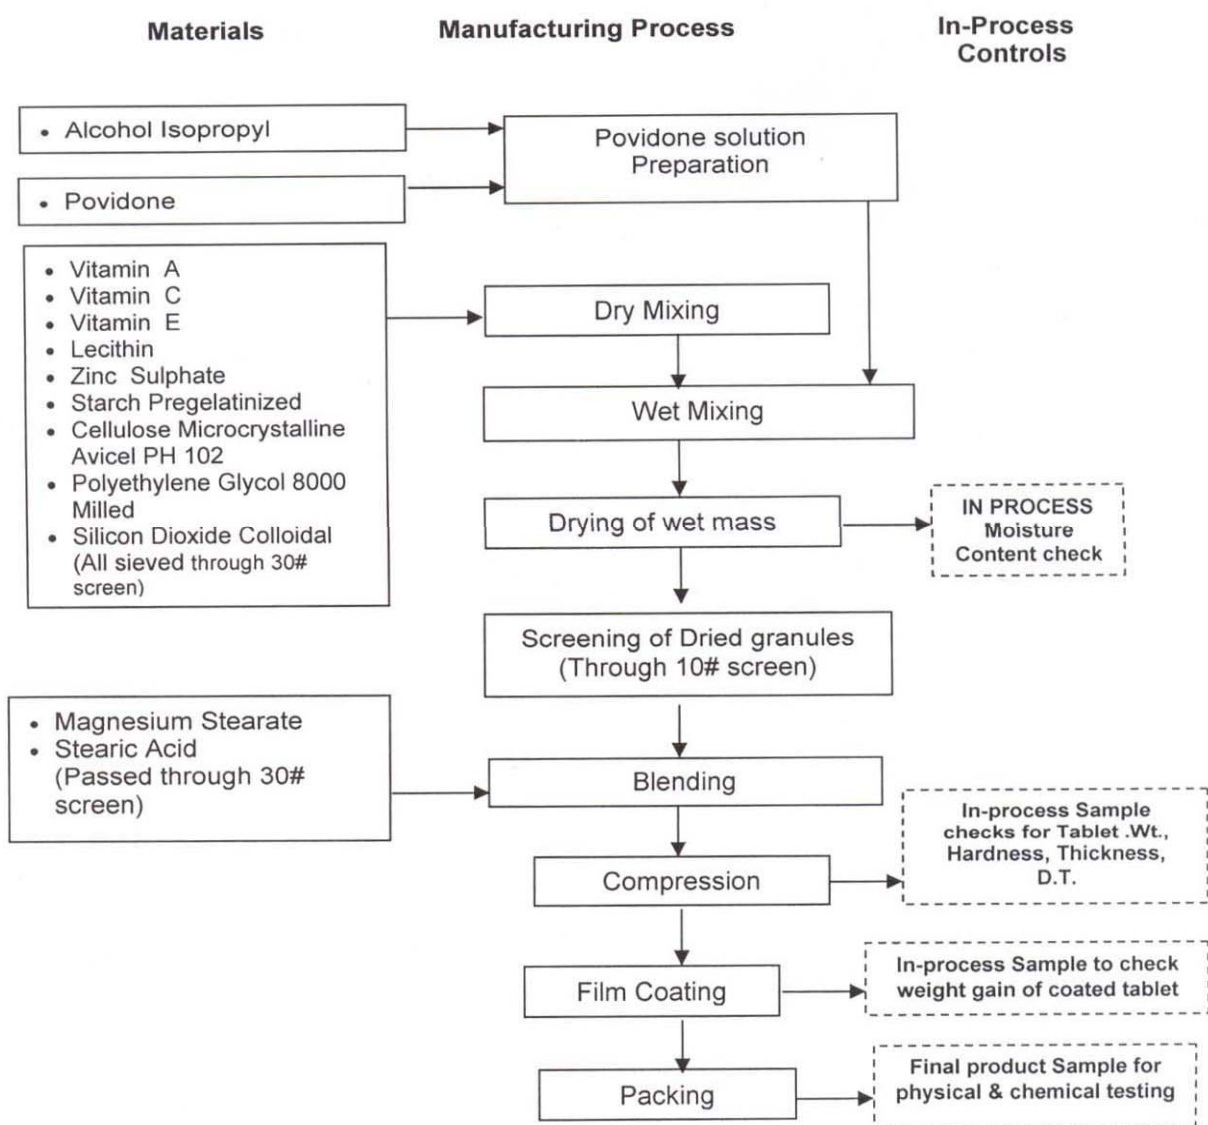 Materials
Manufacturing Process
In-Process
Controls
• Alcohol Isopropyl
• Povidone
Povidone solution
Preparation
• Vitamin A
• Vitamin C
• Vitamin E
• Lecithin
• Zinc Sulphate
• Starch Pregelatinized
• Cellulose Microcrystalline
Avicel PH 102
• Polyethylene Glycol 8000
Milled
• Silicon Dioxide Colloidal
(All sieved through 30#
screen)
Dry Mixing
Wet Mixing
Drying of wet mass
IN PROCESS
Moisture
Content check
Screening of Dried granules
(Through 10# screen)
• Magnesium Stearate
• Stearic Acid
(Passed through 30#
screen)
Blending
In-process Sample
checks for Tablet .Wt.,
Hardness, Thickness,
D.T.
Compression
Film Coating
In-process Sample to check
weight gain of coated tablet
Packing
Final product Sample for
physical & chemical testing